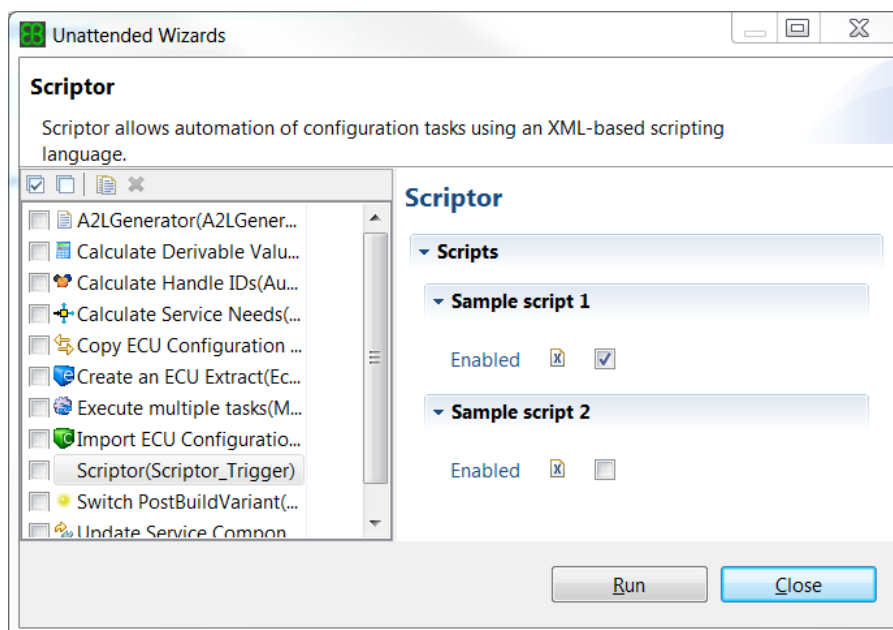 Unattended Wizards
Scriptor
Scriptor allows automation of configuration tasks using an XML-based scripting
language.
A2LGenerator(A2LGener...
Calculate Derivable Valu...
Calculate Handle IDs(Au...
Calculate Service Needs(...
Copy ECU Configuration ...
Create an ECU Extract(Ec...
Execute multiple tasks(M...
Import ECU Configuratio...
Scriptor(Scriptor_Trigger)
Switch PostBuildVariant(...
Update Service Compon
Scriptor
Scripts
Sample script 1
Enabled
Sample script 2
Enabled
Run
Close